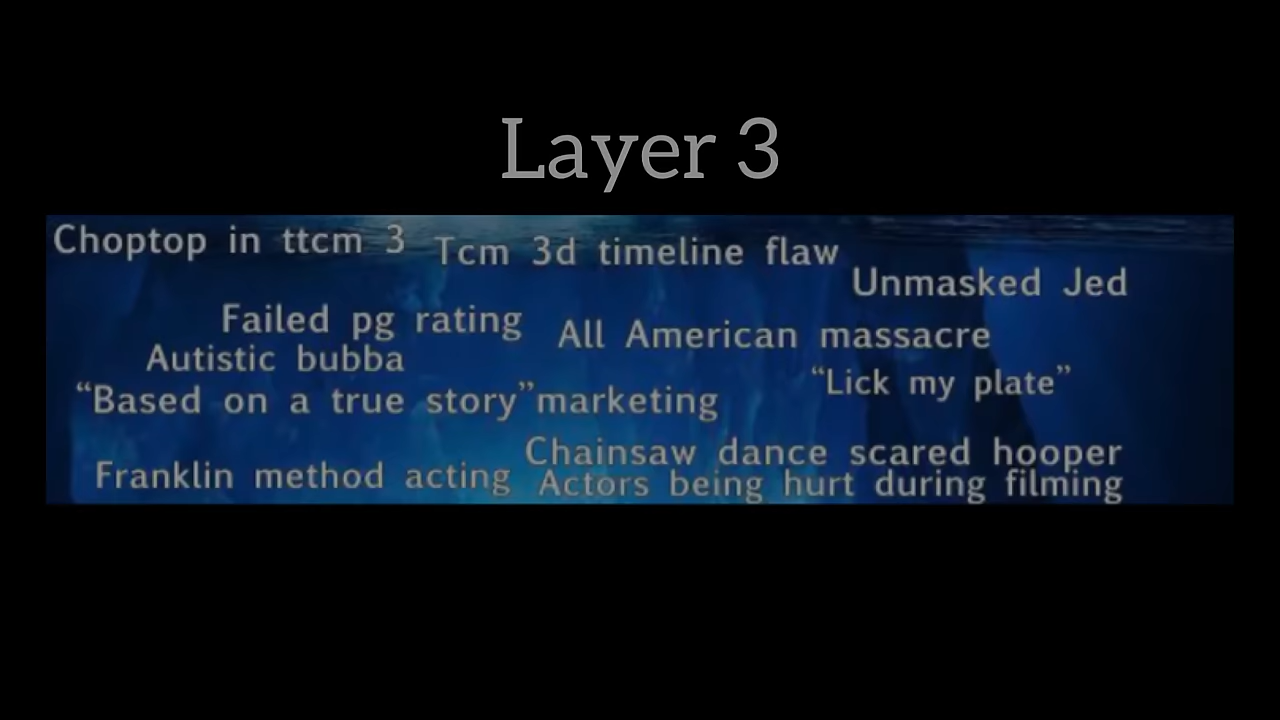 Layer 3
Choptop in ttcm 3
Tcm 3d timeline flaw
Unmasked Jed
Failed pg rating
All American massacre
Autistic bubba
“Lick my plate”
“Based on a true story”marketing
Chainsaw dance scared hooper
Franklin method acting
Actors being hurt during filming